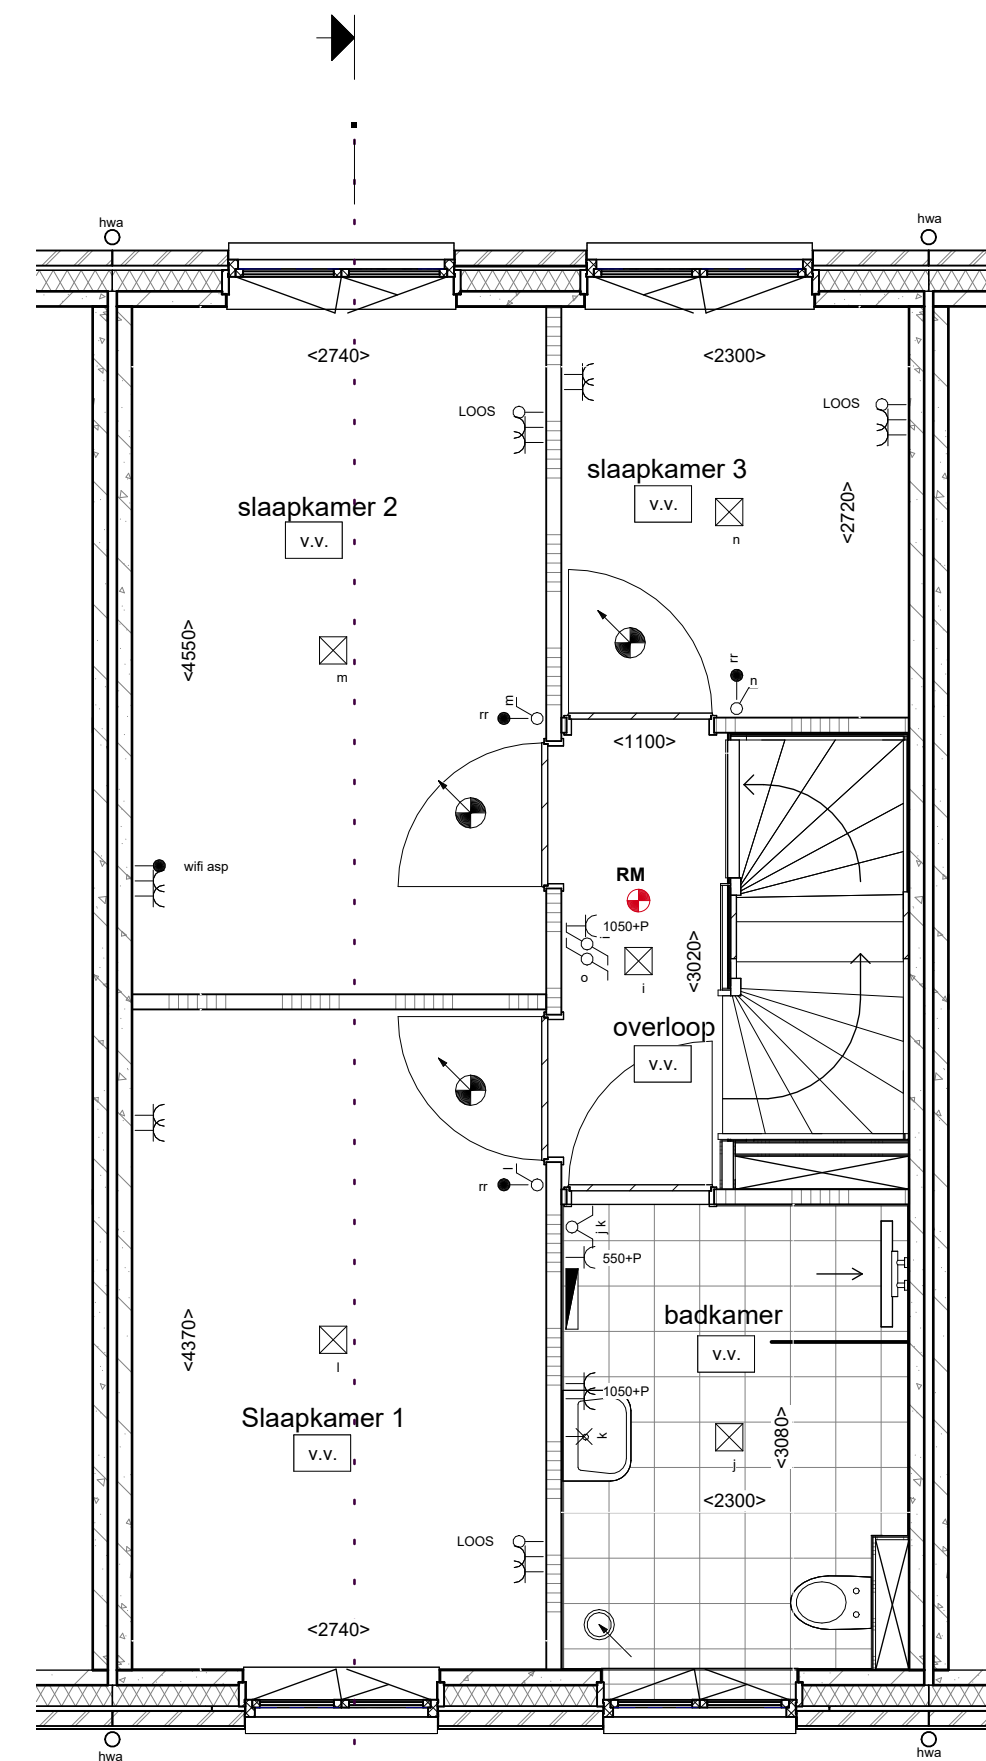 hwa
hwa
<2740>
<2300>
LOOS
LOOS
slaapkamer 3
v.v.
n
<2720>
slaapkamer 2
v.v.
<4550>
m
rr
m
rr
n
<1100>
wifi asp
RM
1050+P
i
o
i
<3020>
overloop
v.v.
rr
l
j k
550+P
badkamer
v.v.
<4370>
l
1050+P
k
Slaapkamer 1
v.v.
j
<3080>
<2300>
LOOS
<2740>
hwa
hwa